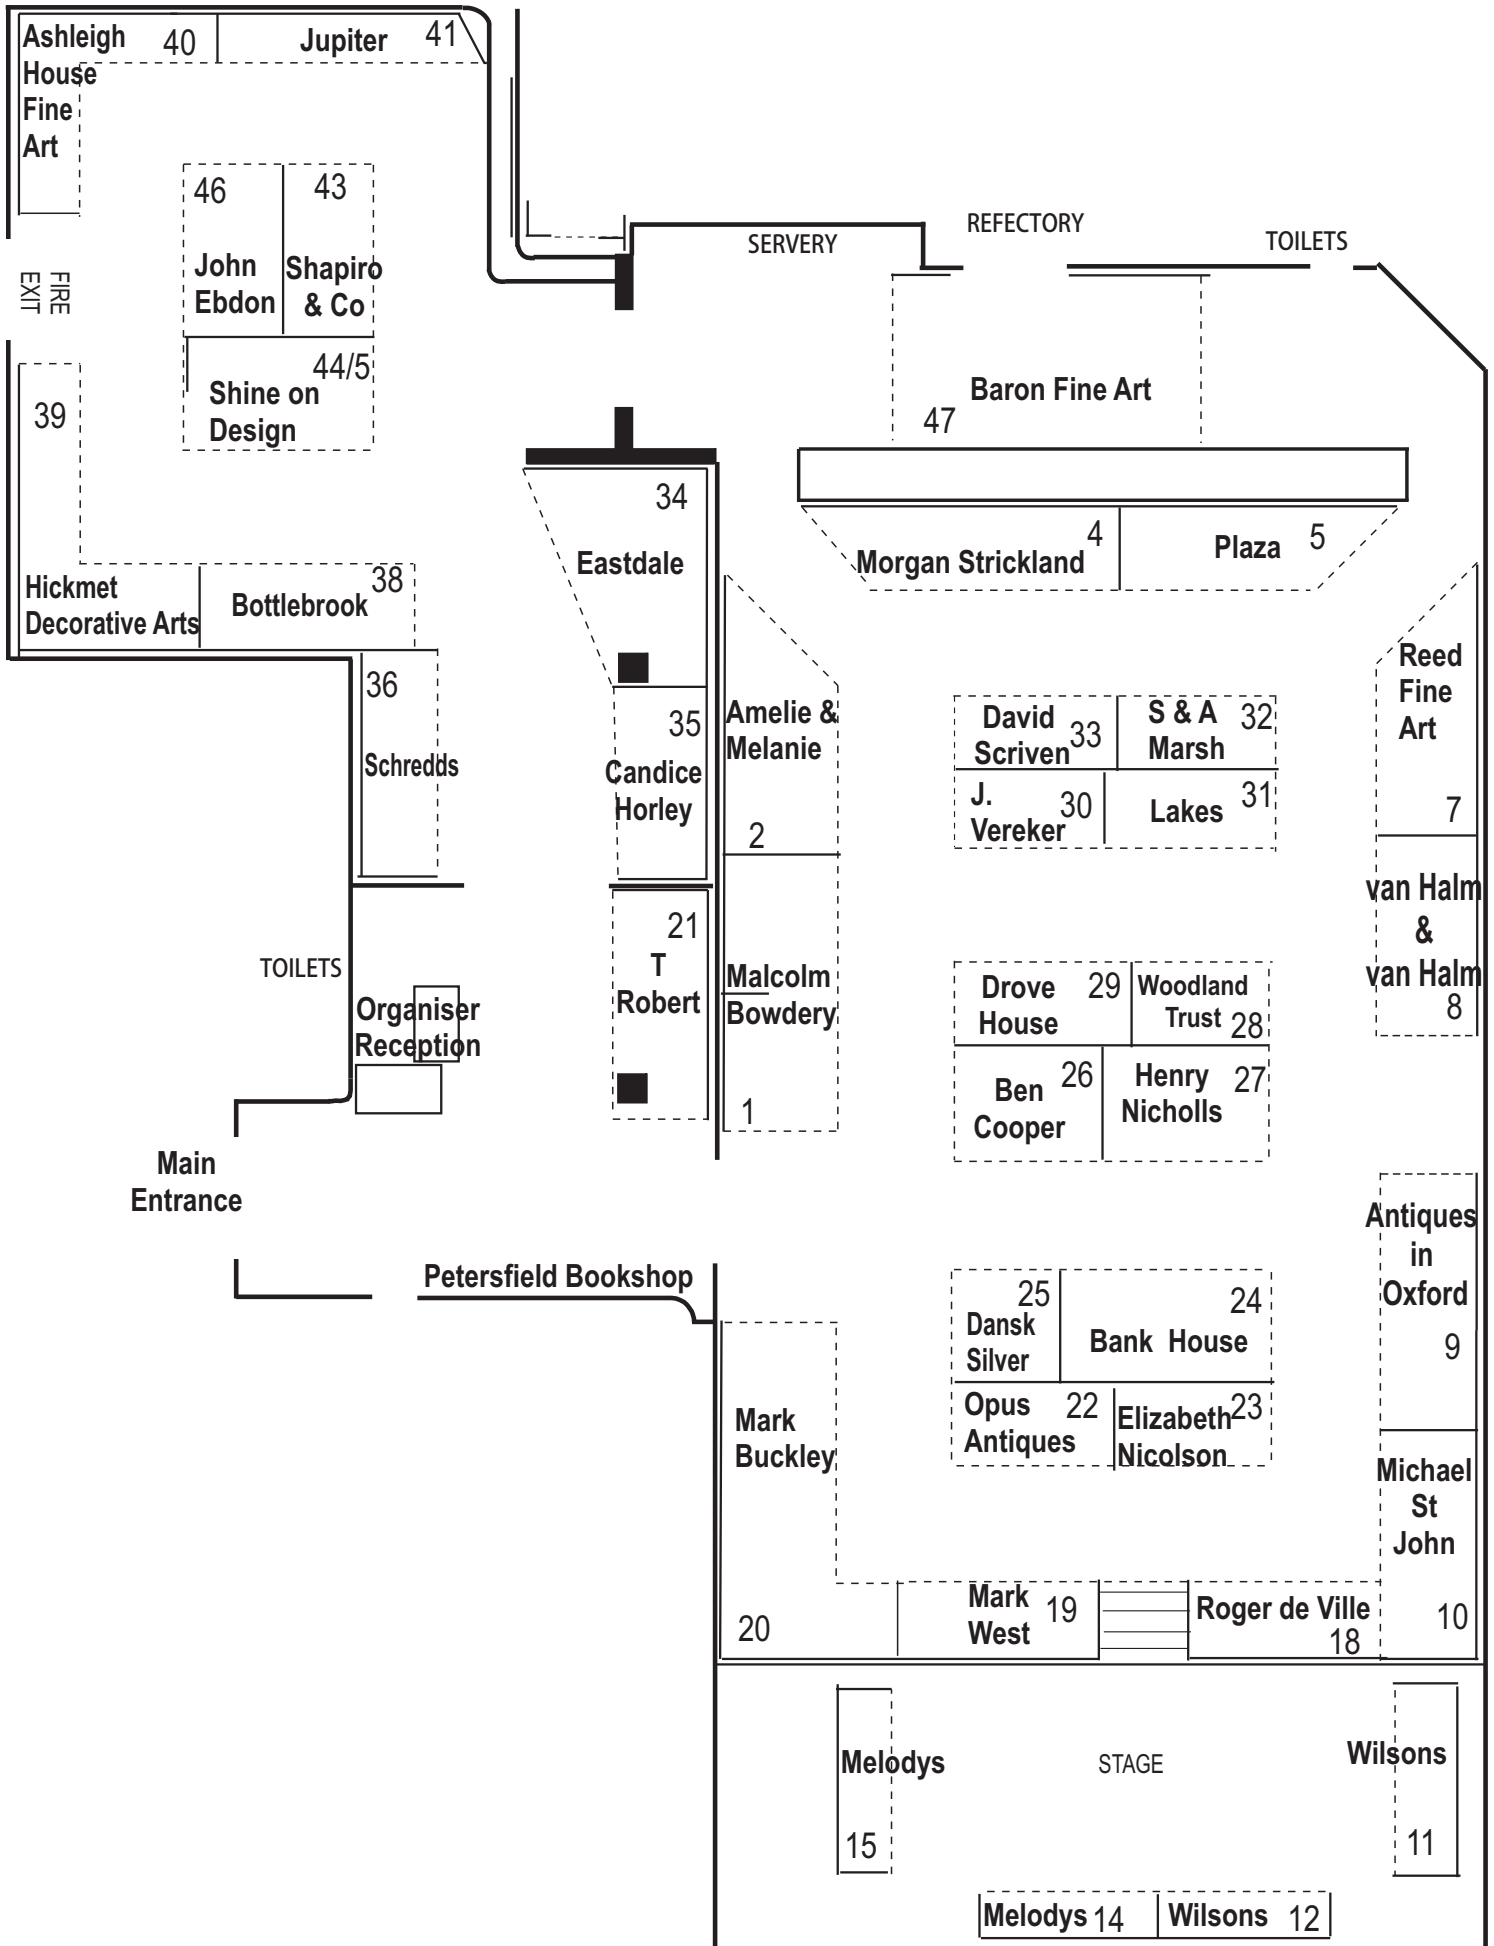 Ashleigh
House
Fine
Art
40
Jupiter
41
46
John
Ebdon
43
Shapiro
& Co
44/5
Shine on
Design
FIRE
EXIT
39
Hickmet
Decorative Arts
Bottlebrook
38
36
Schredds
34
Eastdale
35
Candice
Horley
21
T
Robert
TOILETS
Organiser
Reception
Main
Entrance
Petersfield Bookshop
SERVERY
REFECTORY
TOILETS
Baron Fine Art
47
Morgan Strickland
4
Plaza
5
Amelie &
Melanie
2
Malcolm
Bowdery
1
David
Scriven
33
S & A
Marsh
32
J.
Vereker
30
Lakes
31
Reed
Fine
Art
7
van Halm
&
van Halm
8
Drove
House
29
Woodland
Trust
28
Ben
Cooper
26
Henry
Nicholls
27
Antiques
in
Oxford
9
25
Dansk
Silver
24
Bank House
Opus
Antiques
22
Elizabeth
Nicolson
23
Mark
Buckley
20
Michael
St
John
10
Mark
West
19
Roger de Ville
18
Melodys
15
STAGE
Wilsons
11
Melodys 14
Wilsons 12